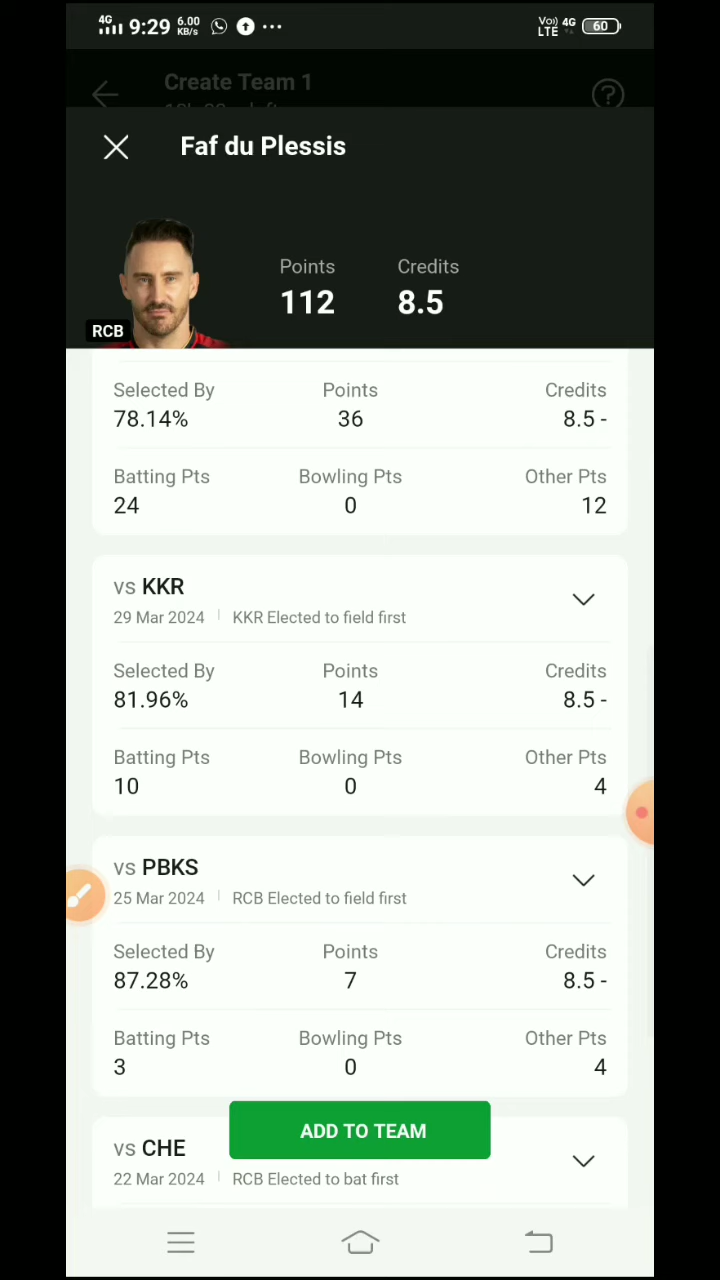 4G 9:29 6.00 KB/s ••• Vo)) LTE 4G 60
Create Team 1
Faf du Plessis
Points Credits
112 8.5
RCB
Selected By Points Credits
78.14% 36 8.5 -
Batting Pts Bowling Pts Other Pts
24 0 12
vs KKR
29 Mar 2024 | KKR Elected to field first
Selected By Points Credits
81.96% 14 8.5 -
Batting Pts Bowling Pts Other Pts
10 0 4
vs PBKS
25 Mar 2024 | RCB Elected to field first
Selected By Points Credits
87.28% 7 8.5 -
Batting Pts Bowling Pts Other Pts
3 0 4
ADD TO TEAM
vs CHE
22 Mar 2024 | RCB Elected to bat first